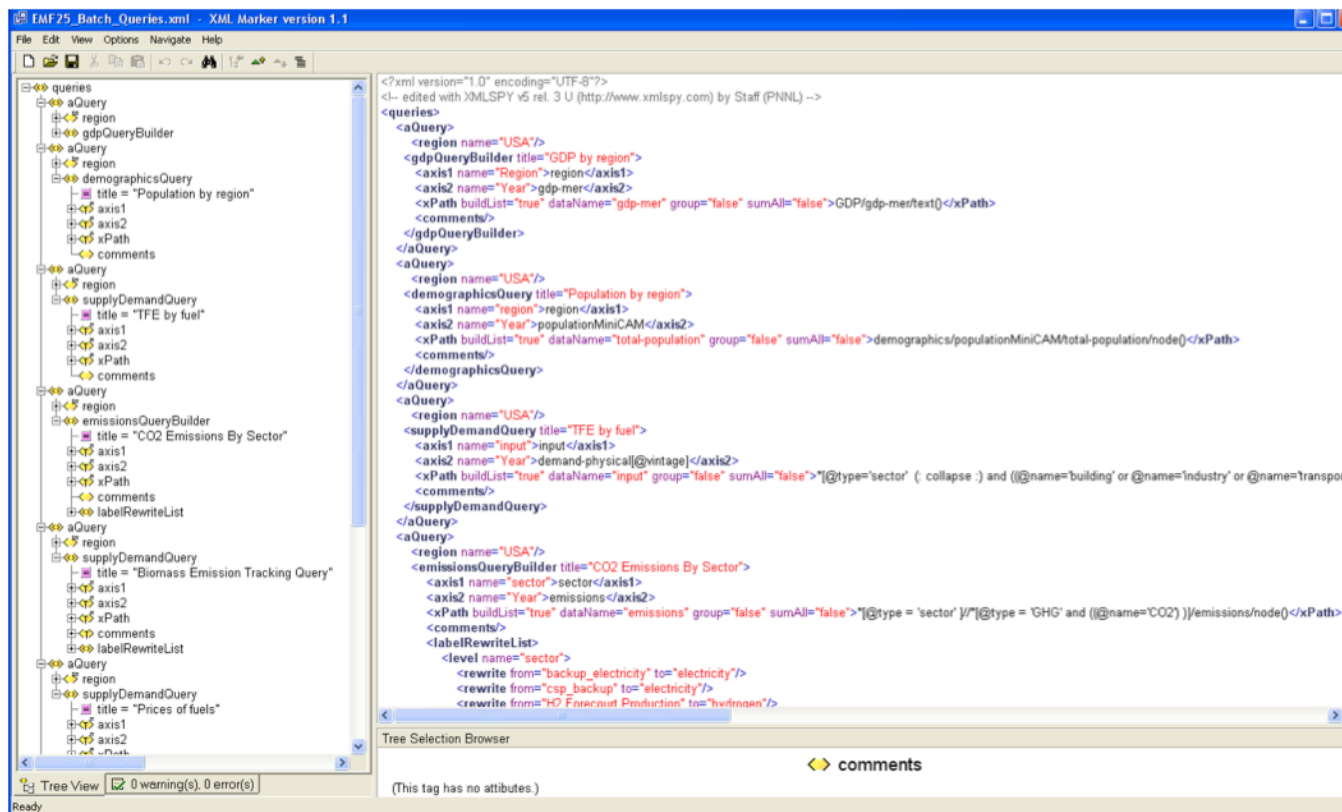 EMF25_Batch_Queries.xml - XML Marker version 1.1
File Edit View Options Navigate Help
queries
aQuery
region
gdpQueryBuilder
aQuery
region
demographicsQuery
title = "Population by region"
axis1
axis2
xPath
comments
aQuery
region
supplyDemandQuery
title = "TFE by fuel"
axis1
axis2
xPath
comments
aQuery
region
emissionsQueryBuilder
title = "CO2 Emissions By Sector"
axis1
axis2
xPath
comments
labelRewriteList
aQuery
region
supplyDemandQuery
title = "Biomass Emission Tracking Query"
axis1
axis2
xPath
comments
labelRewriteList
aQuery
region
supplyDemandQuery
title = "Prices of fuels"
axis1
axis2
xPath
Tree View 0 warning(s), 0 error(s)
Ready
<?xml version="1.0" encoding="UTF-8"?>
<!-- edited with XMLSPY v5 rel. 3 U (http://www.xmlspy.com) by Staff (PNNL) -->
<queries>
<aQuery>
<region name="USA"/>
<gdpQueryBuilder title="GDP by region">
<axis1 name="Region">region</axis1>
<axis2 name="Year">gdp-mer</axis2>
<xPath buildList="true" dataName="gdp-mer" group="false" sumAll="false">GDP/gdp-mer/text()</xPath>
<comments/>
</gdpQueryBuilder>
</aQuery>
<aQuery>
<region name="USA"/>
<demographicsQuery title="Population by region">
<axis1 name="region">region</axis1>
<axis2 name="Year">populationMiniCAM</axis2>
<xPath buildList="true" dataName="total-population" group="false" sumAll="false">demographics/populationMiniCAM/total-population/node()</xPath>
<comments/>
</demographicsQuery>
</aQuery>
<aQuery>
<region name="USA"/>
<supplyDemandQuery title="TFE by fuel">
<axis1 name="input">input</axis1>
<axis2 name="Year">demand-physical[@vintage]</axis2>
<xPath buildList="true" dataName="input" group="false" sumAll="false">*[@type='sector' (: collapse :) and ((@name='building' or @name='industry' or @name='transpo
<comments/>
</supplyDemandQuery>
</aQuery>
<aQuery>
<region name="USA"/>
<emissionsQueryBuilder title="CO2 Emissions By Sector">
<axis1 name="sector">sector</axis1>
<axis2 name="Year">emissions</axis2>
<xPath buildList="true" dataName="emissions" group="false" sumAll="false">*[@type = 'sector' ]//*[@type = 'GHG' and ((@name='CO2') )]/emissions/node()</xPath>
<comments/>
<labelRewriteList>
<level name="sector">
<rewrite from="backup_electricity" to="electricity"/>
<rewrite from="csp_backup" to="electricity"/>
<rewrite from="H2 Forecourt Production" to="hydrogen"/>
Tree Selection Browser
comments
(This tag has no attibutes.)